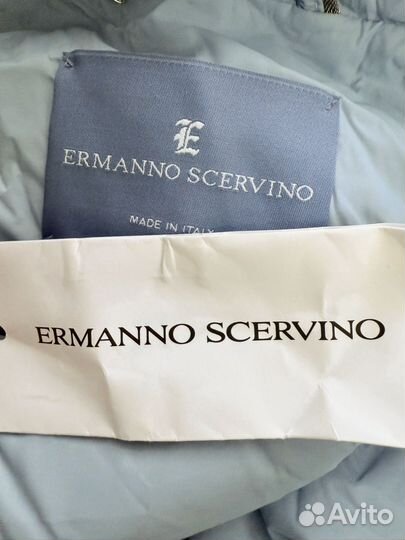 E
ERMANNO SCERVINO
MADE IN ITALY
ERMANNO SCERVINO
Avito